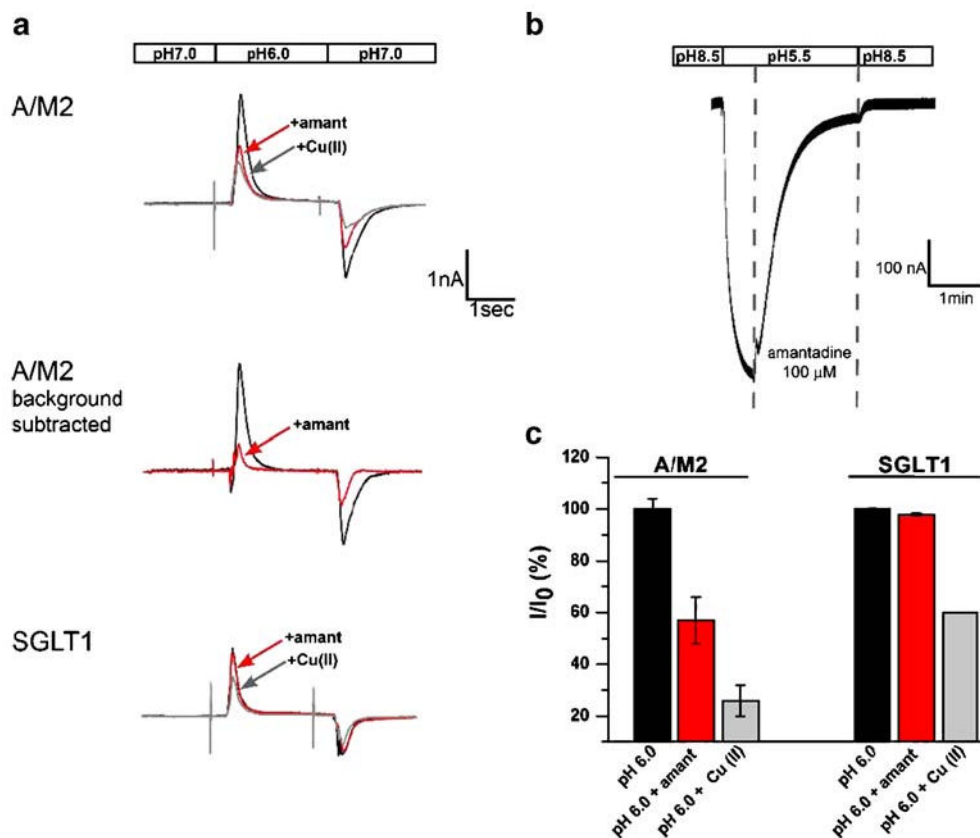 a
pH7.0 pH6.0 pH7.0
A/M2
+amant
+Cu(II)
1nA
1sec
A/M2
background
subtracted
+amant
SGLT1
+amant
+Cu(II)
b
pH8.5 pH5.5 pH8.5
100 nA
1min
amantadine
100 µM
c
A/M2 SGLT1
I/I0 (%)
120
100
80
60
40
20
pH 6.0
pH 6.0 + amant
pH 6.0 + Cu (II)
pH 6.0
pH 6.0 + amant
pH 6.0 + Cu (II)